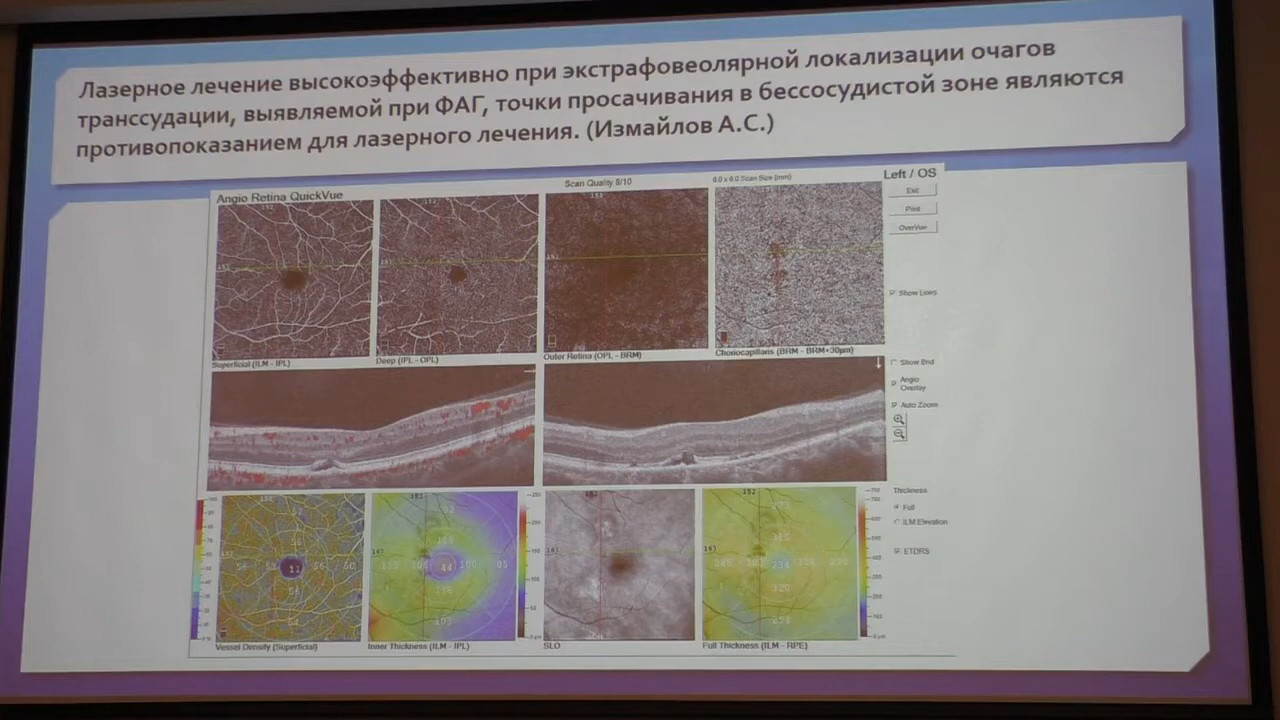 Лазерное лечение высокоэффективно при экстрафовеолярной локализации очагов
транссудации, выявляемой при ФАГ, точки просачивания в бессосудистой зоне являются
противопоказанием для лазерного лечения. (Измайлов А.С.)
Angio Retina QuickVue
Scan Quality 8/10
6.0 x 6.0 Scan Size (mm)
Left / OS
Exit
Print
OverVue
Show Lines
Superficial (ILM - IPL)
Deep (IPL - OPL)
Outer Retina (OPL - BRM)
Choriocapillaris (BRM - BRM+30µm)
Show Bnd
Angio
Overlay
Auto Zoom
Thickness
Full
ILM Elevation
ETDRS
Vessel Density (Superficial)
Inner Thickness (ILM - IPL)
SLO
Full Thickness (ILM - RPE)